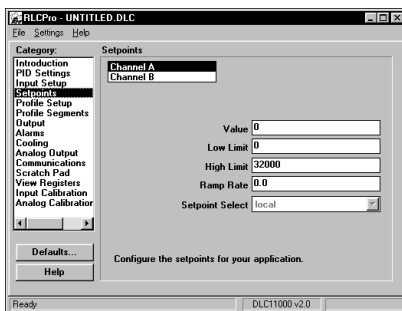 RLCPro - UNTITLED.DLC
File Settings Help
Category:
Introduction
PID Settings
Input Setup
Setpoints
Profile Setup
Profile Segments
Output
Alarms
Cooling
Analog Output
Communications
Scratch Pad
View Registers
Input Calibration
Analog Calibration
Defaults...
Help
Setpoints
Channel A
Channel B
Value 0
Low Limit 0
High Limit 32000
Ramp Rate 0.0
Setpoint Select local
Configure the setpoints for your application.
Ready DLC11000 v2.0